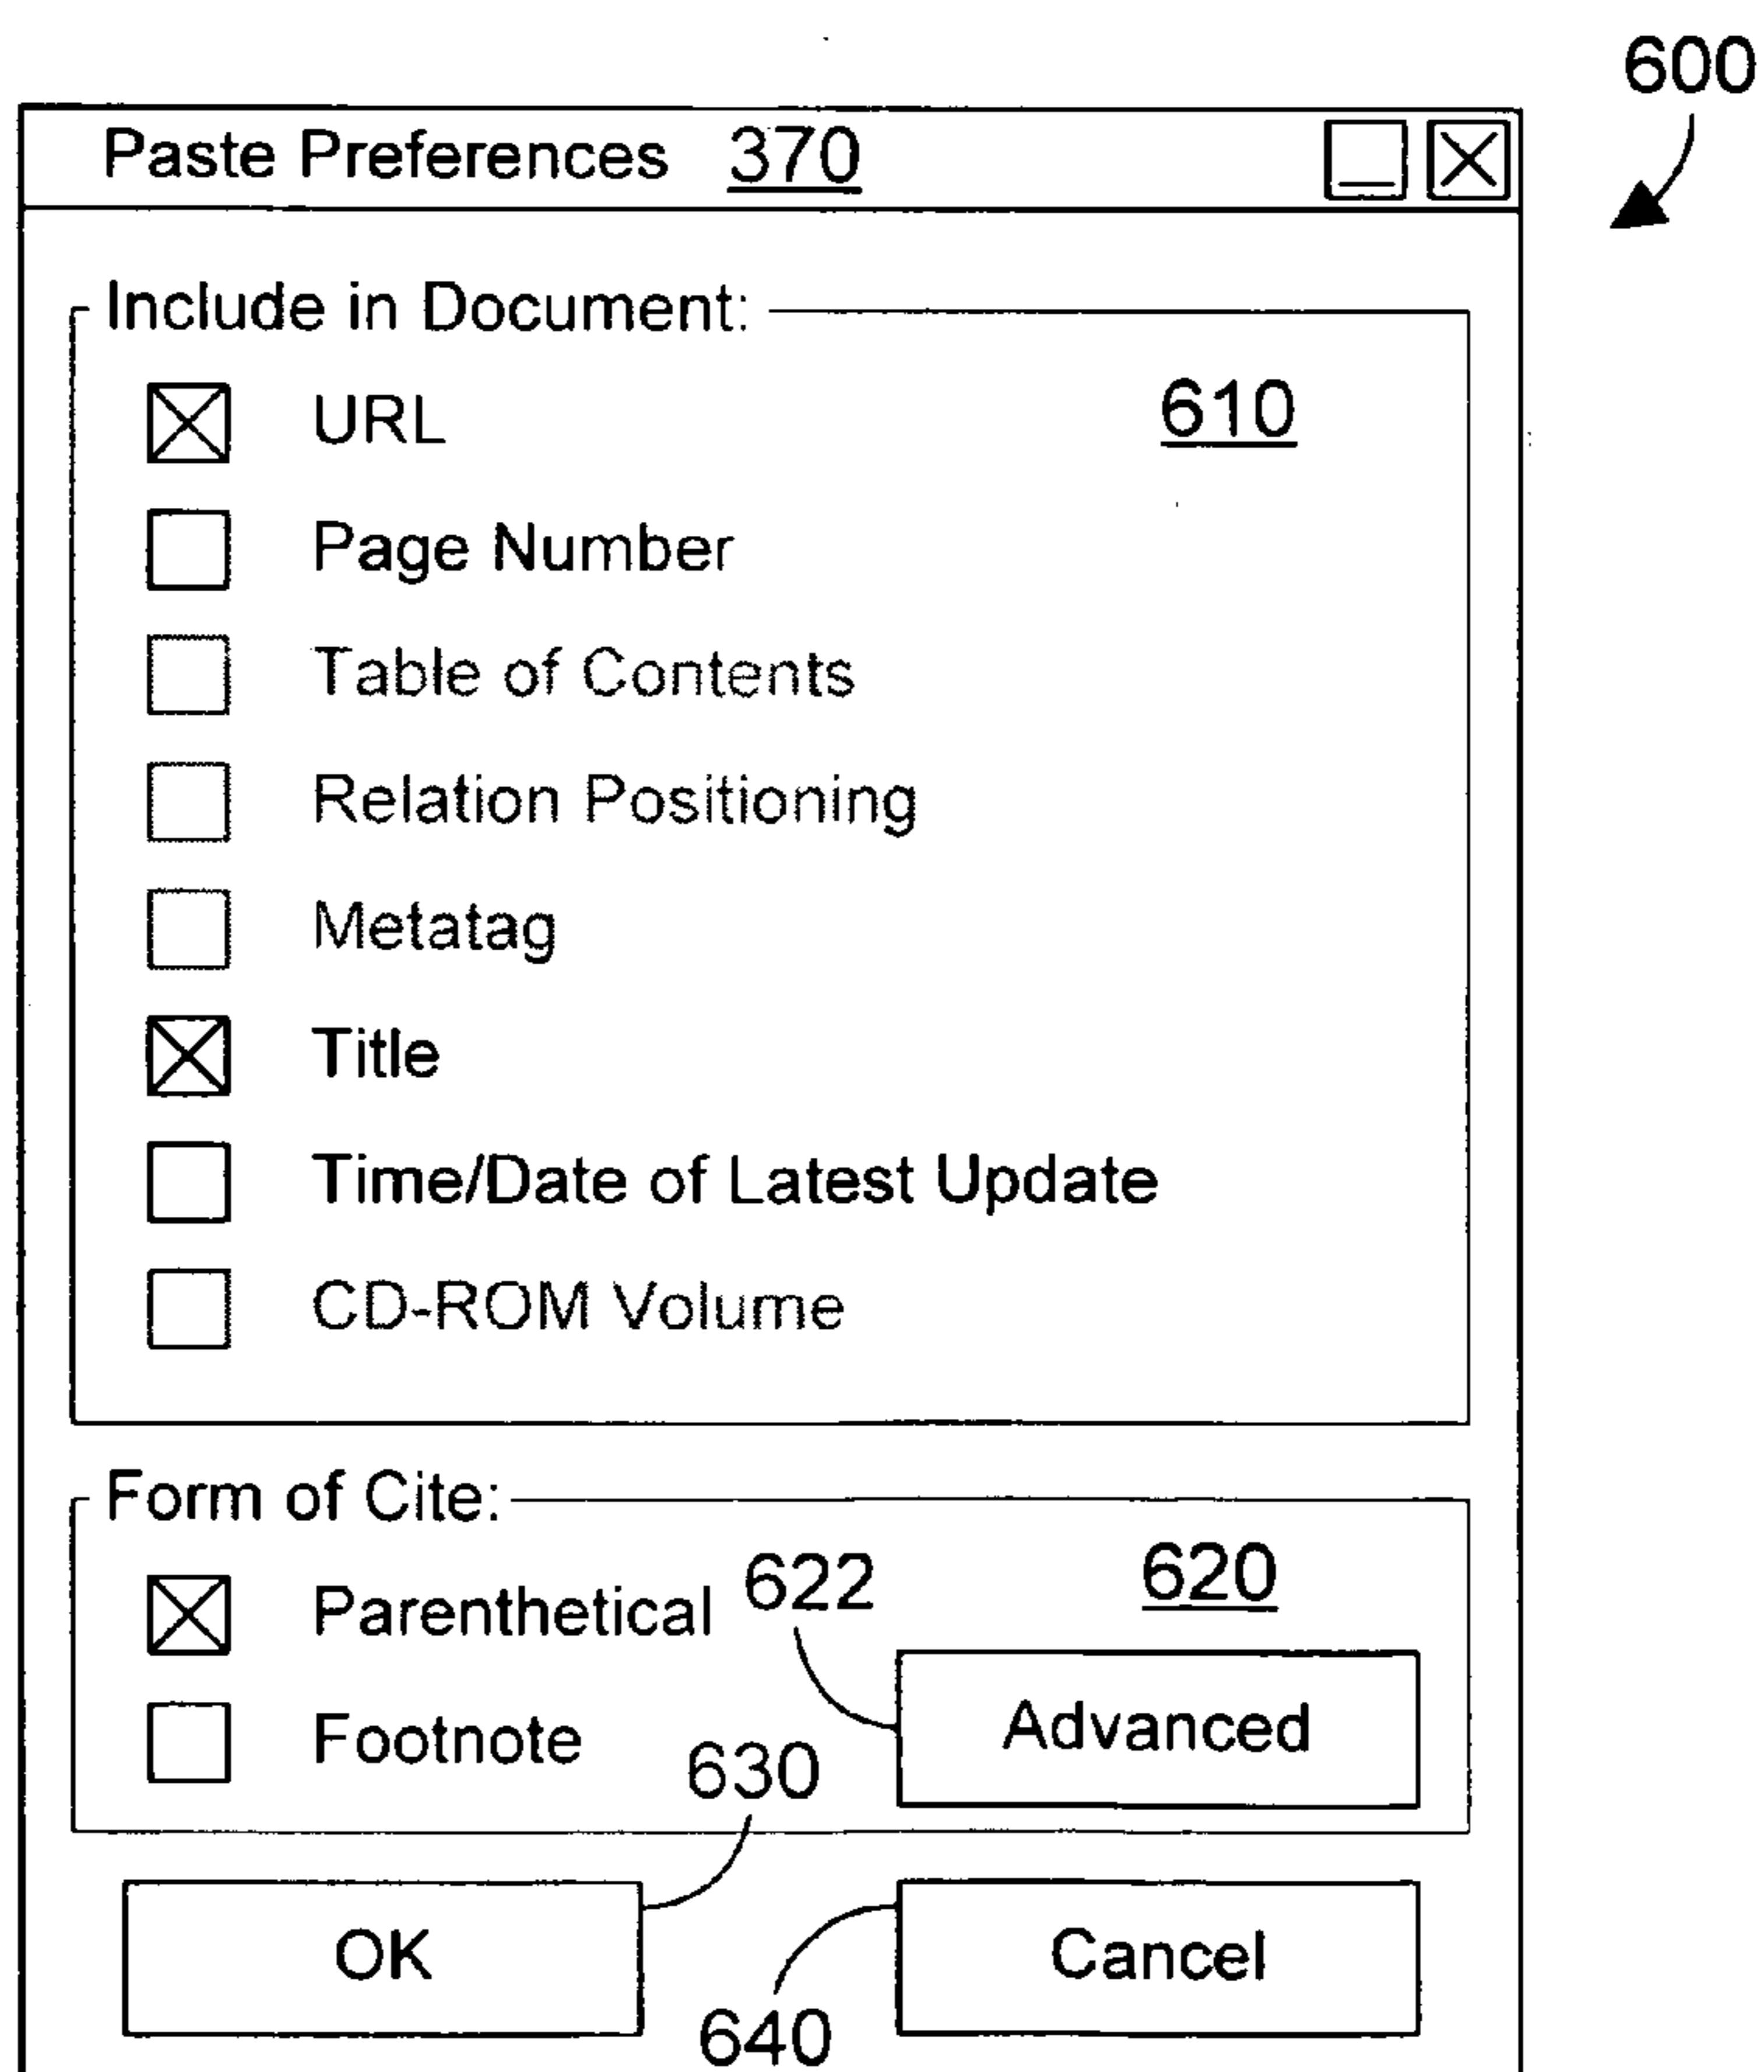 600
Paste Preferences 370
Include in Document:
URL 610
Page Number
Table of Contents
Relation Positioning
Metatag
Title
Time/Date of Latest Update
CD-ROM Volume
Form of Cite:
Parenthetical 622 620
Advanced
Footnote 630
OK Cancel
640